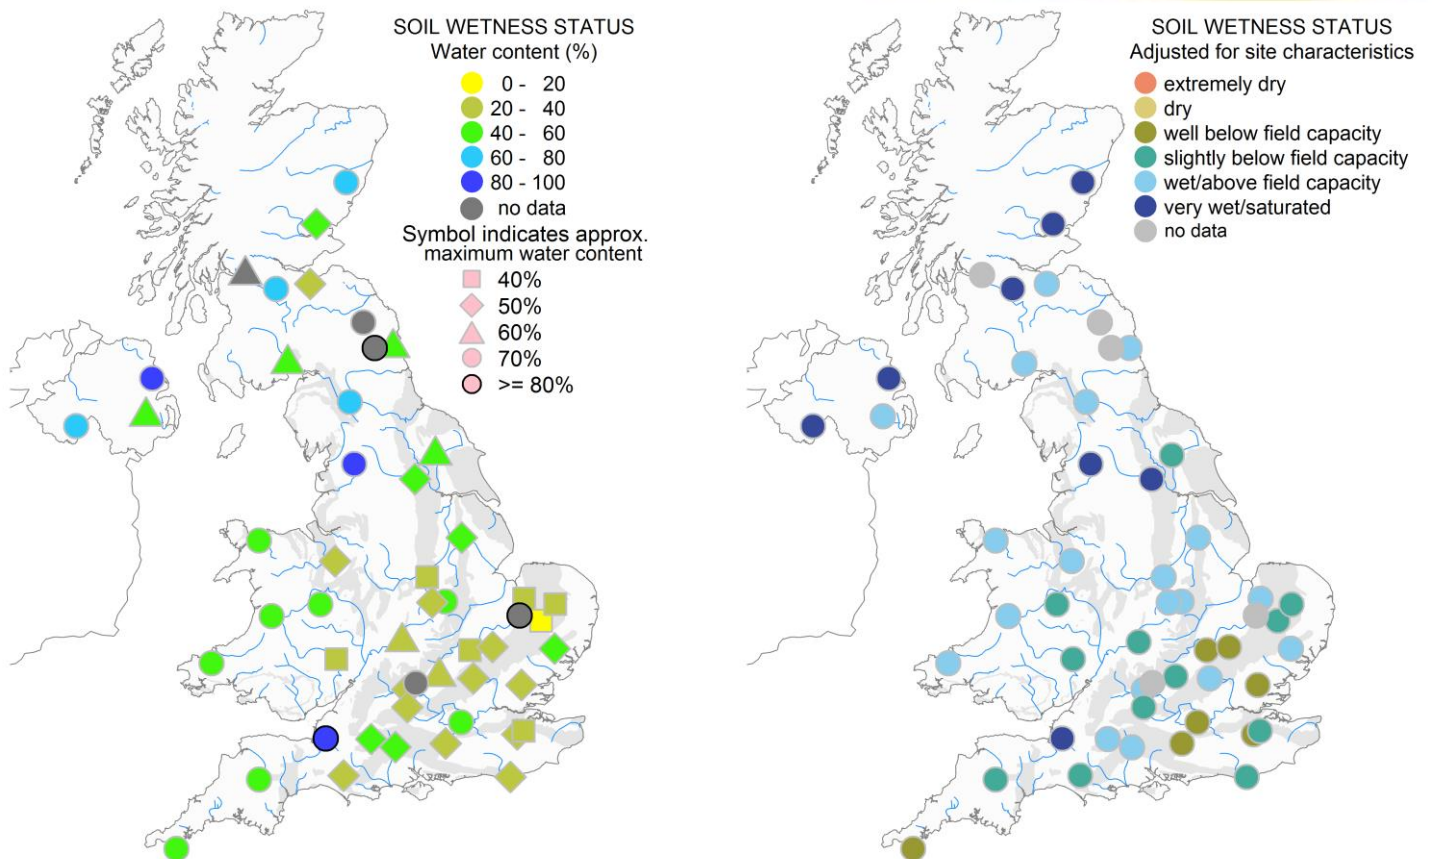 SOIL WETNESS STATUS
Water content (%)
0 - 20
20 - 40
40 - 60
60 - 80
80 - 100
no data
Symbol indicates approx.
maximum water content
40%
50%
60%
70%
>= 80%
SOIL WETNESS STATUS
Adjusted for site characteristics
extremely dry
dry
well below field capacity
slightly below field capacity
wet/above field capacity
very wet/saturated
no data